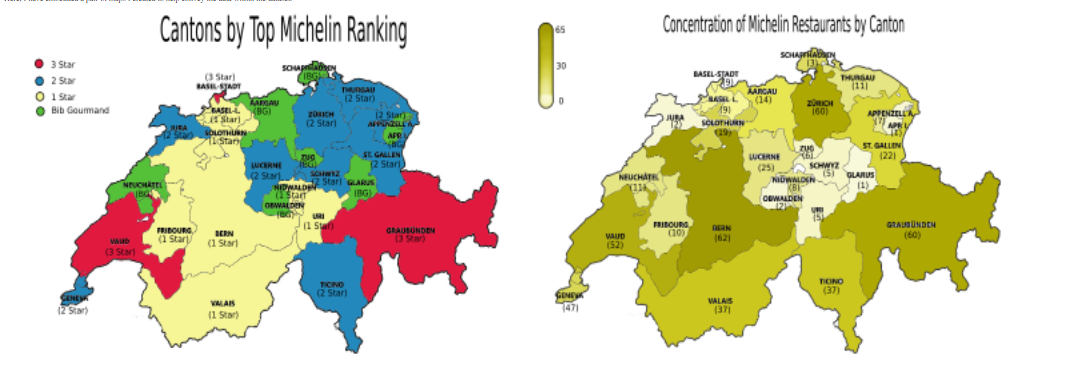 Cantons by Top Michelin Ranking
3 Star
2 Star
1 Star
Bib Gourmand
SCHAFFHAUSEN
(BG)
(3 Star)
BASEL-STADT
THURGAU
(2 Star)
AARGAU
(BG)
BASEL-L.
(1 Star)
ZÜRICH
(2 Star)
(2 Star)
APPENZELL A.
JURA
(2 Star)
SOLOTHURN
(1 Star)
APP. I.
(BG)
ST. GALLEN
(2 Star)
ZUG
(BG)
LUCERNE
(2 Star)
SCHWYZ
(2 Star)
GLARUS
(BG)
NEUCHÂTEL
(BG)
NIDWALDEN
(1 Star)
OBWALDEN
(BG)
URI
(1 Star)
FRIBOURG
(1 Star)
BERN
(1 Star)
GRAUBÜNDEN
(3 Star)
VAUD
(3 Star)
TICINO
(2 Star)
GENEVA
(2 Star)
VALAIS
(1 Star)
Concentration of Michelin Restaurants by Canton
65
30
0
SCHAFFHAUSEN
(3)
BASEL-STADT
(9)
THURGAU
(11)
AARGAU
(14)
BASEL L.
(9)
ZÜRICH
(60)
JURA
SOLOTHURN
(19)
APPENZELL A.
APP. I.
(1)
ST. GALLEN
(22)
ZUG
(6)
LUCERNE
(25)
SCHWYZ
(5)
GLARUS
(1)
NEUCHÂTEL
(11)
NIDWALDEN
(8)
OBWALDEN
(2)
URI
(5)
FRIBOURG
(10)
BERN
(62)
GRAUBÜNDEN
(60)
VAUD
(52)
TICINO
(37)
GENEVA
(47)
VALAIS
(37)